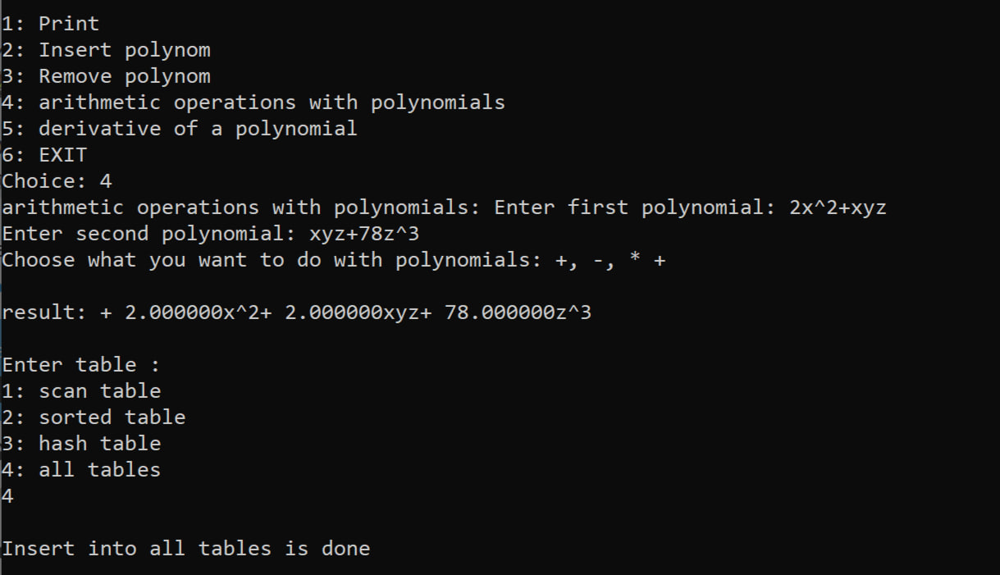 1: Print
2: Insert polynom
3: Remove polynom
4: arithmetic operations with polynomials
5: derivative of a polynomial
6: EXIT
Choice: 4
arithmetic operations with polynomials: Enter first polynomial: 2x^2+xyz
Enter second polynomial: xyz+78z^3
Choose what you want to do with polynomials: +, -, * +
result: + 2.000000x^2+ 2.000000xyz+ 78.000000z^3
Enter table :
1: scan table
2: sorted table
3: hash table
4: all tables
4
Insert into all tables is done